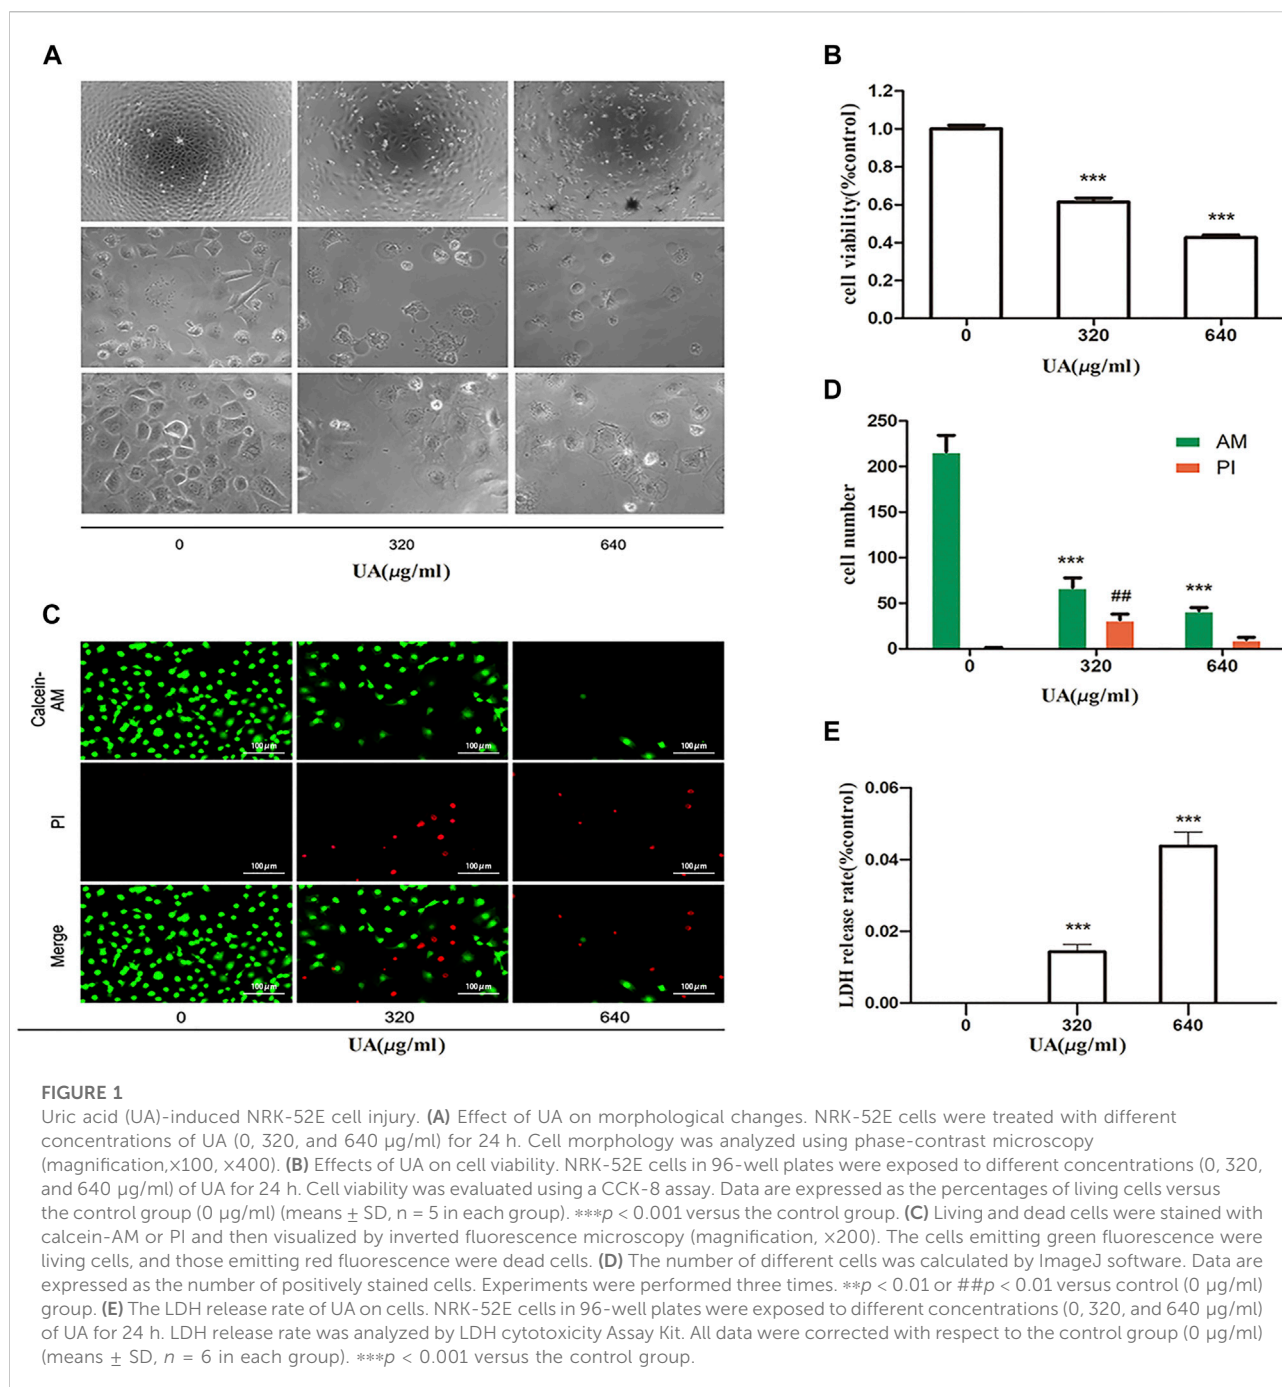 A
0
320
640
UA(µg/ml)
B
cell viability(%control)
1.2
1.0
0.8
0.6
0.4
0.2
0.0
***
***
0
320
640
UA(µg/ml)
C
Calcein-
AM
PI
Merge
100 µm
100 µm
100 µm
100 µm
100 µm
100 µm
100 µm
100 µm
100 µm
0
320
640
UA(µg/ml)
D
cell number
250
200
150
100
50
0
AM
PI
***
##
***
0
320
640
UA(µg/ml)
E
LDH release rate(%control)
0.06
0.04
0.02
0.00
***
***
0
320
640
UA(µg/ml)
FIGURE 1
Uric acid (UA)-induced NRK-52E cell injury. (A) Effect of UA on morphological changes. NRK-52E cells were treated with different
concentrations of UA (0, 320, and 640 µg/ml) for 24 h. Cell morphology was analyzed using phase-contrast microscopy
(magnification,×100, ×400). (B) Effects of UA on cell viability. NRK-52E cells in 96-well plates were exposed to different concentrations (0, 320,
and 640 µg/ml) of UA for 24 h. Cell viability was evaluated using a CCK-8 assay. Data are expressed as the percentages of living cells versus
the control group (0 µg/ml) (means ± SD, n = 5 in each group). ***p < 0.001 versus the control group. (C) Living and dead cells were stained with
calcein-AM or PI and then visualized by inverted fluorescence microscopy (magnification, ×200). The cells emitting green fluorescence were
living cells, and those emitting red fluorescence were dead cells. (D) The number of different cells was calculated by ImageJ software. Data are
expressed as the number of positively stained cells. Experiments were performed three times. **p < 0.01 or ##p < 0.01 versus control (0 µg/ml)
group. (E) The LDH release rate of UA on cells. NRK-52E cells in 96-well plates were exposed to different concentrations (0, 320, and 640 µg/ml)
of UA for 24 h. LDH release rate was analyzed by LDH cytotoxicity Assay Kit. All data were corrected with respect to the control group (0 µg/ml)
(means ± SD, n = 6 in each group). ***p < 0.001 versus the control group.